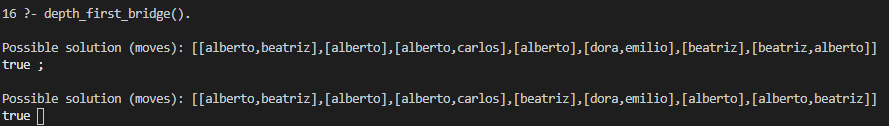 16 ?- depth_first_bridge().
Possible solution (moves): [[alberto,beatriz],[alberto],[alberto,carlos],[alberto],[dora,emilio],[beatriz],[beatriz,alberto]]
true ;
Possible solution (moves): [[alberto,beatriz],[alberto],[alberto,carlos],[beatriz],[dora,emilio],[alberto],[alberto,beatriz]]
true